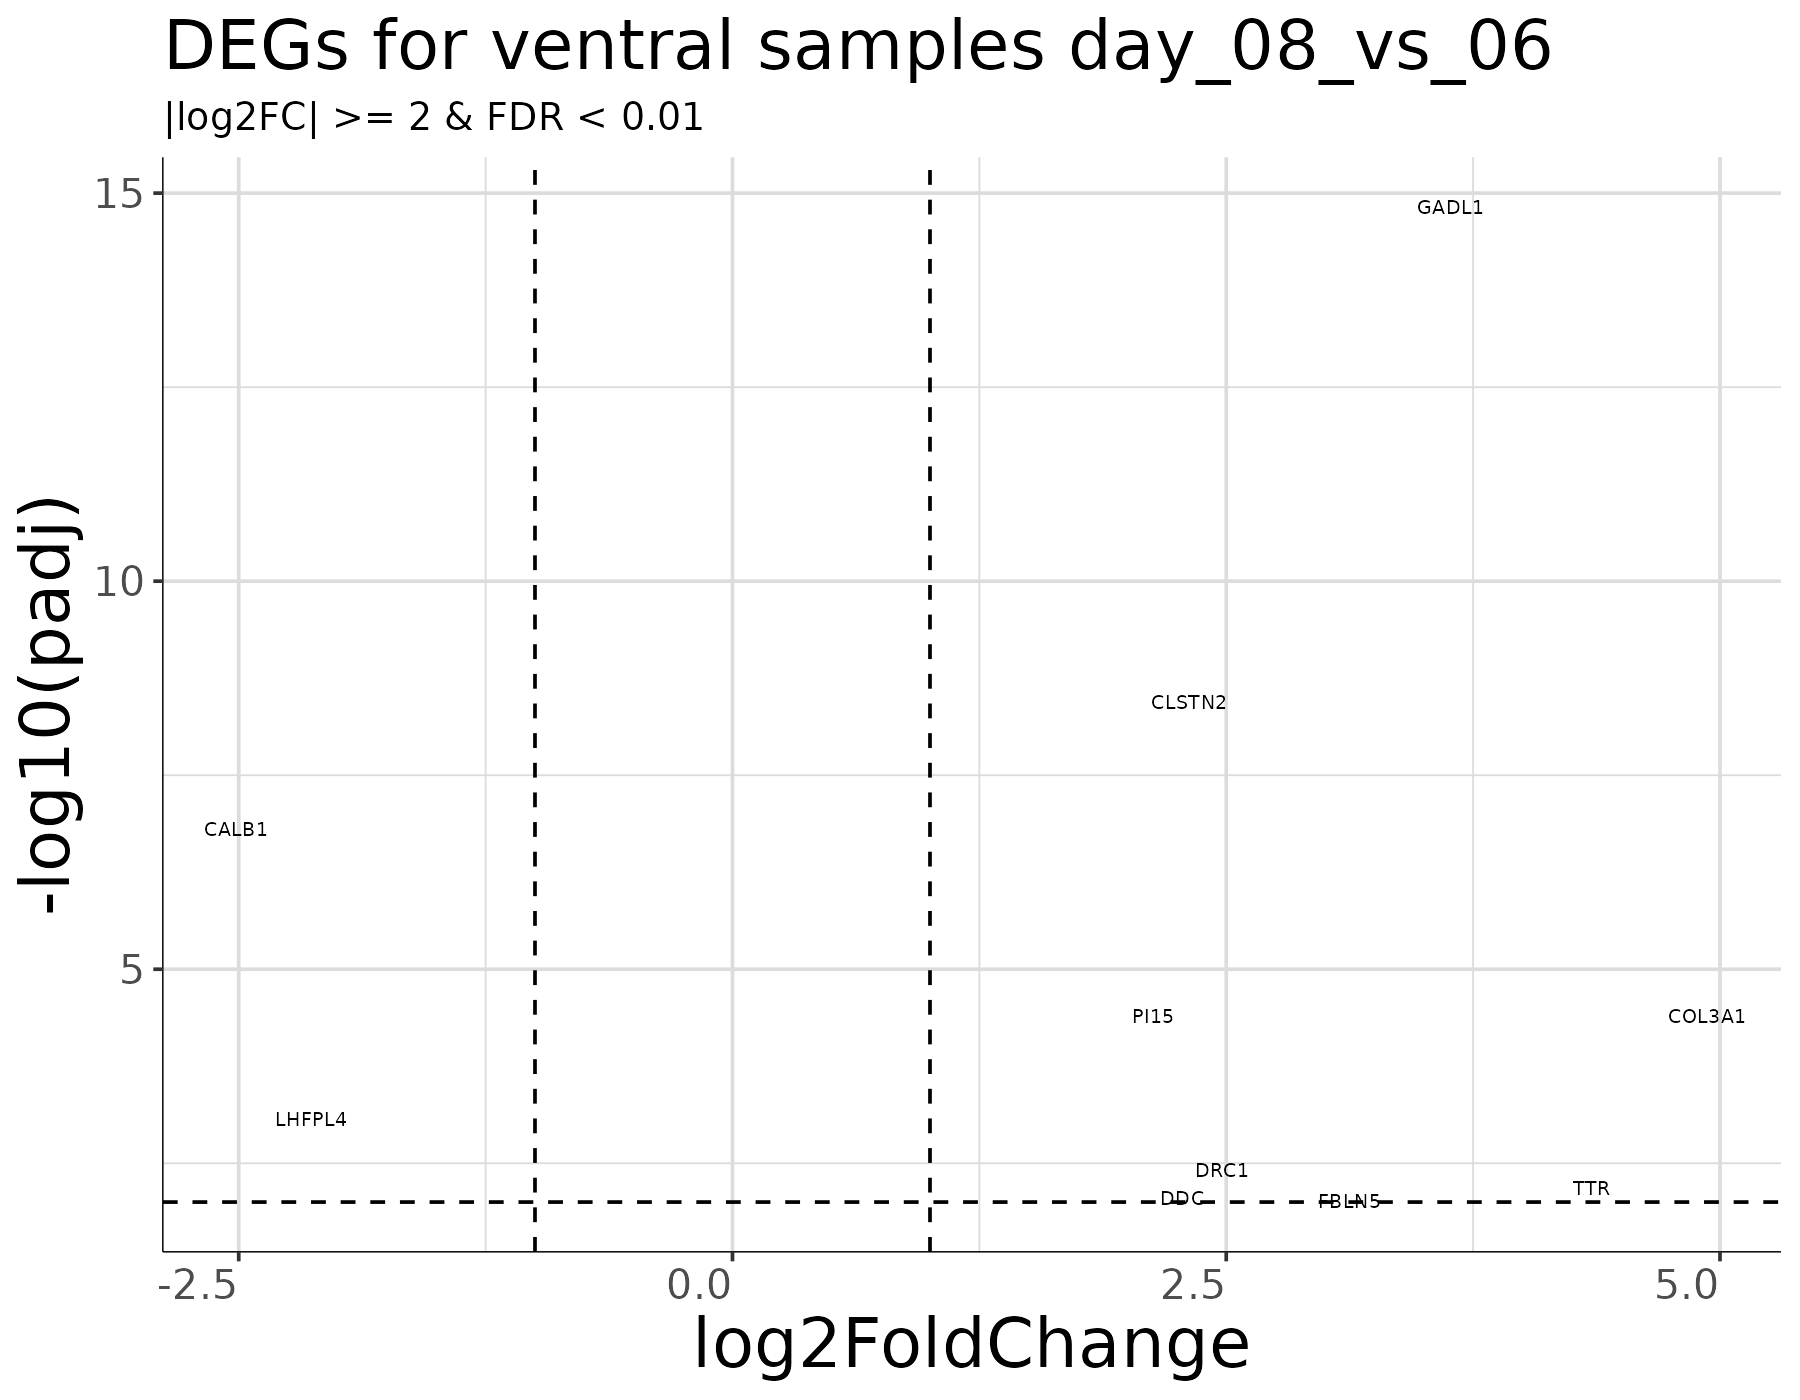 DEGs for ventral samples day_08_vs_06
|log2FC| >= 2 & FDR < 0.01
15
GADL1
10
CLSTN2
CALB1
5
PI15
COL3A1
LHFPL4
DRC1
TTR
DDC
FBLN5
-2.5
0.0
2.5
5.0
log2FoldChange
-log10(padj)